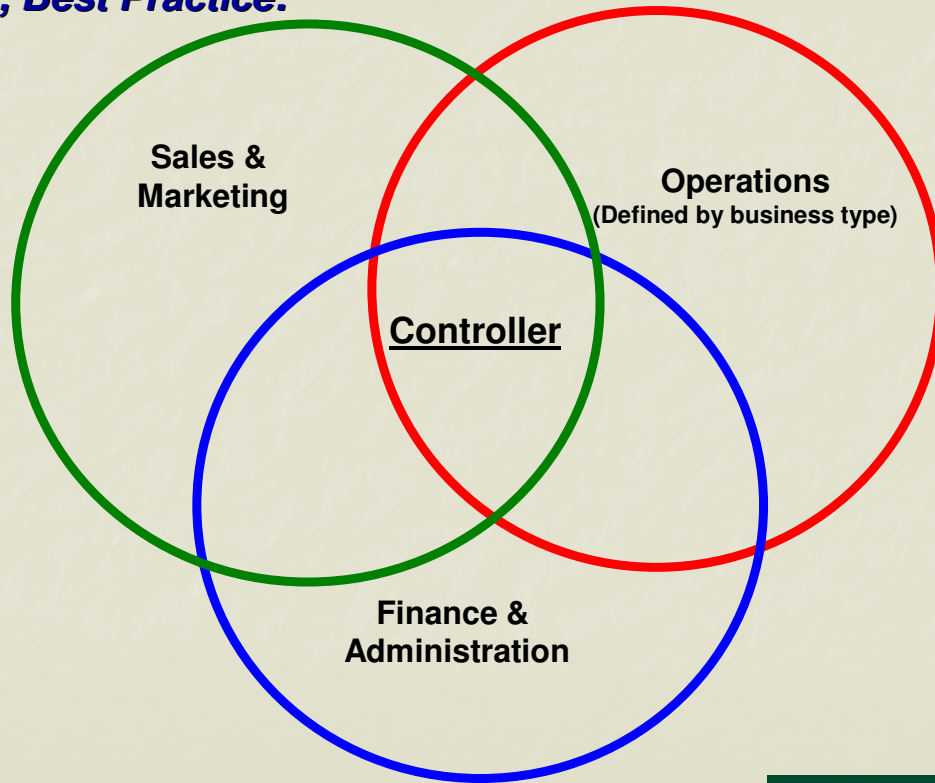 , Best Practice.
Sales &
Marketing
Operations
(Defined by business type)
Controller
Finance &
Administration